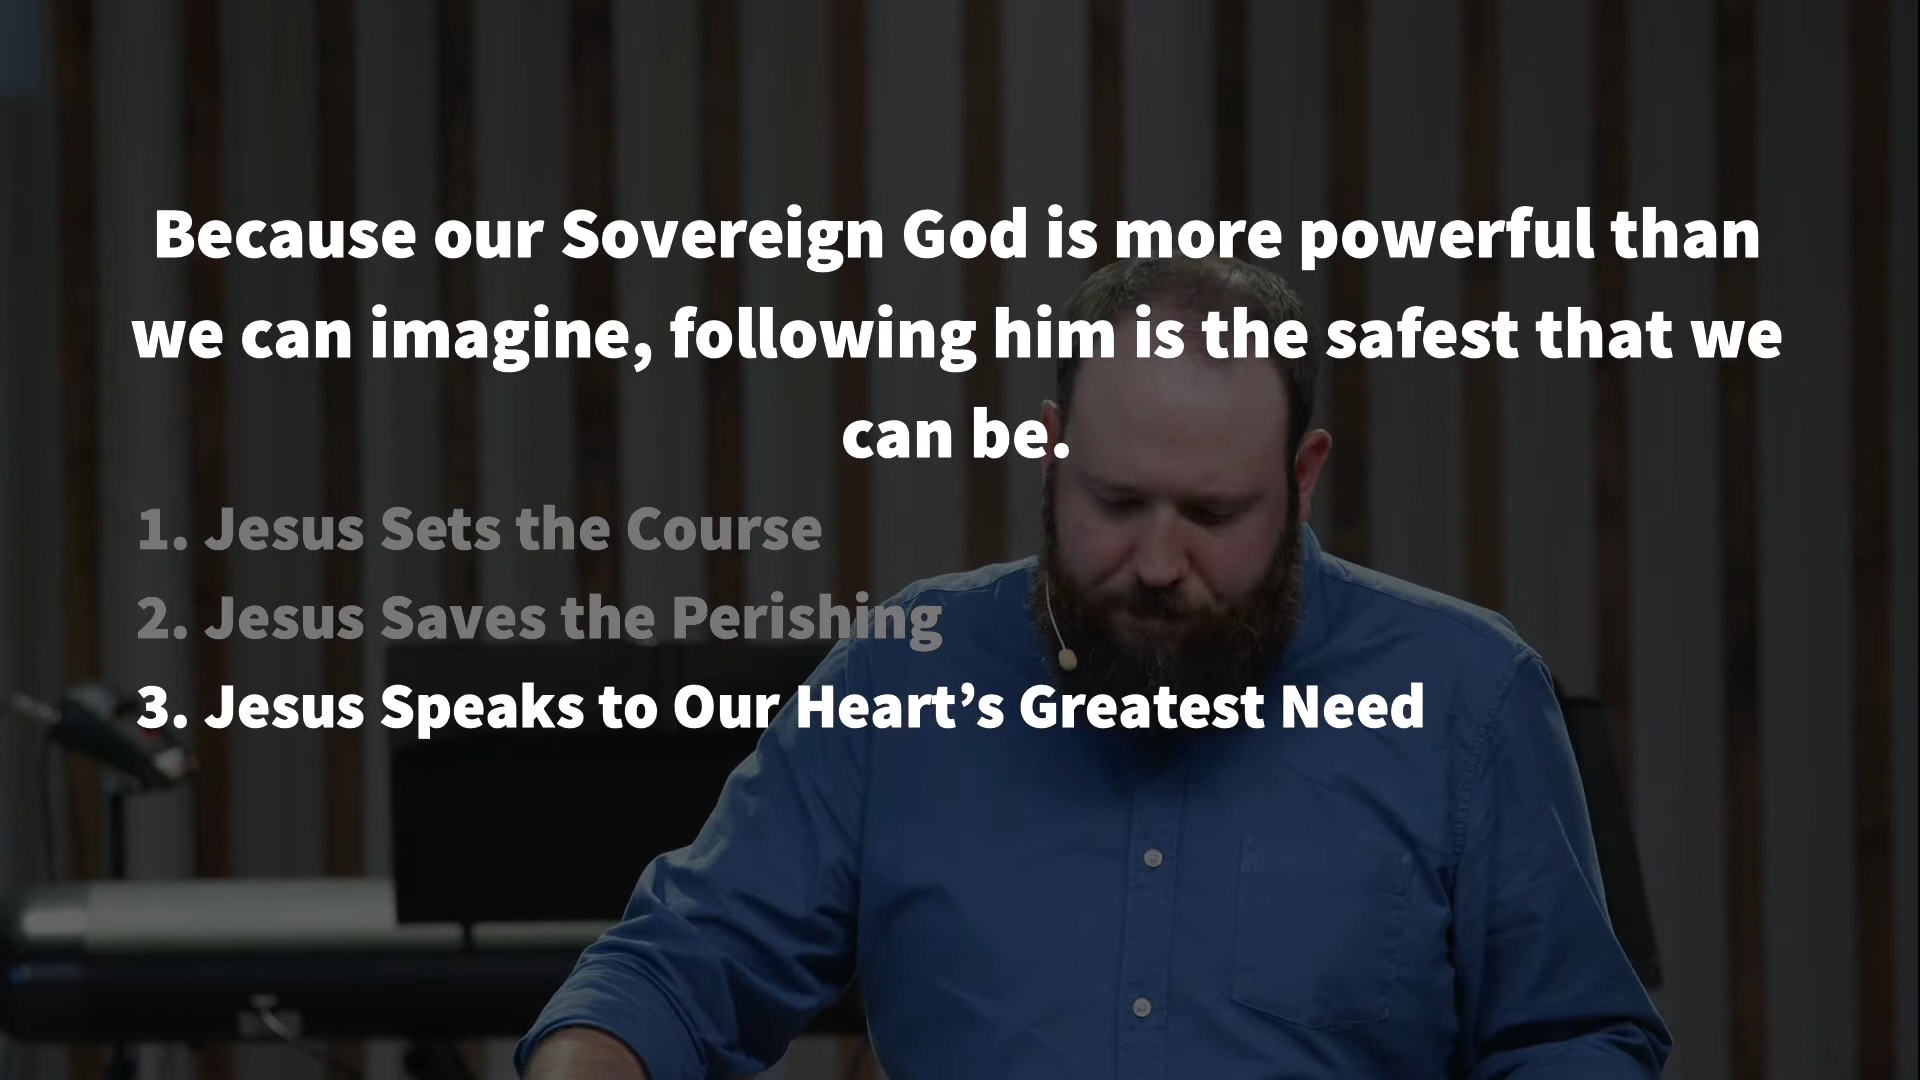 Because our Sovereign God is more powerful than
we can imagine, following him is the safest that we
can be.
1. Jesus Sets the Course
2. Jesus Saves the Perishing
3. Jesus Speaks to Our Heart’s Greatest Need